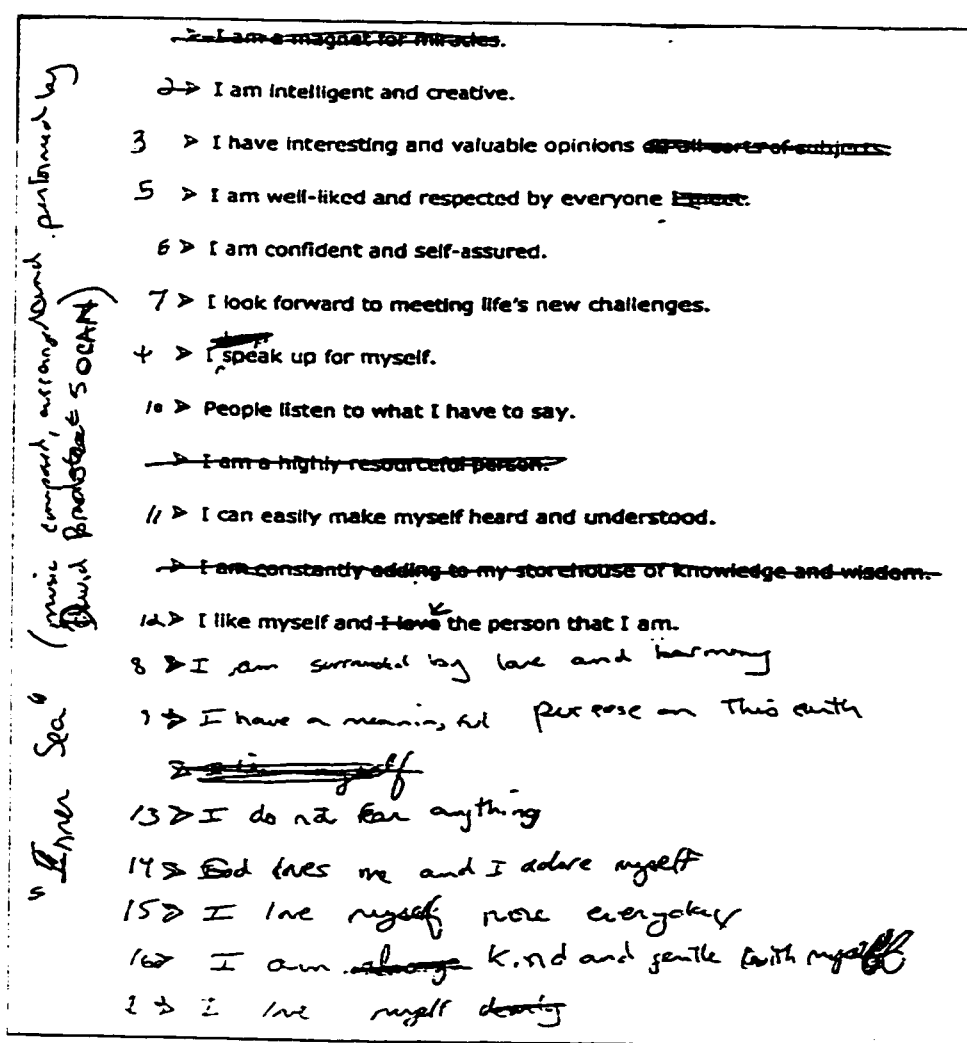 I am a magnet for miracles.
2 > I am intelligent and creative.
3 > I have interesting and valuable opinions on all sorts of subjects.
5 > I am well-liked and respected by everyone I meet.
6 > I am confident and self-assured.
7 > I look forward to meeting life's new challenges.
4 > I speak up for myself.
10 > People listen to what I have to say.
> I am a highly resourceful person.
11 > I can easily make myself heard and understood.
> I am constantly adding to my storehouse of knowledge and wisdom.
12 > I like myself and I love the person that I am.
8 > I am surrounded by love and harmony
9 > I have a meaningful purpose on This earth
13 > I do not fear anything
14 > God loves me and I adore myself
15 > I love myself more everyday
16 > I am kind and gentle with myself
2 > I love myself
"Inner Sea" (music composed, arranged and performed by
David SOCAN)